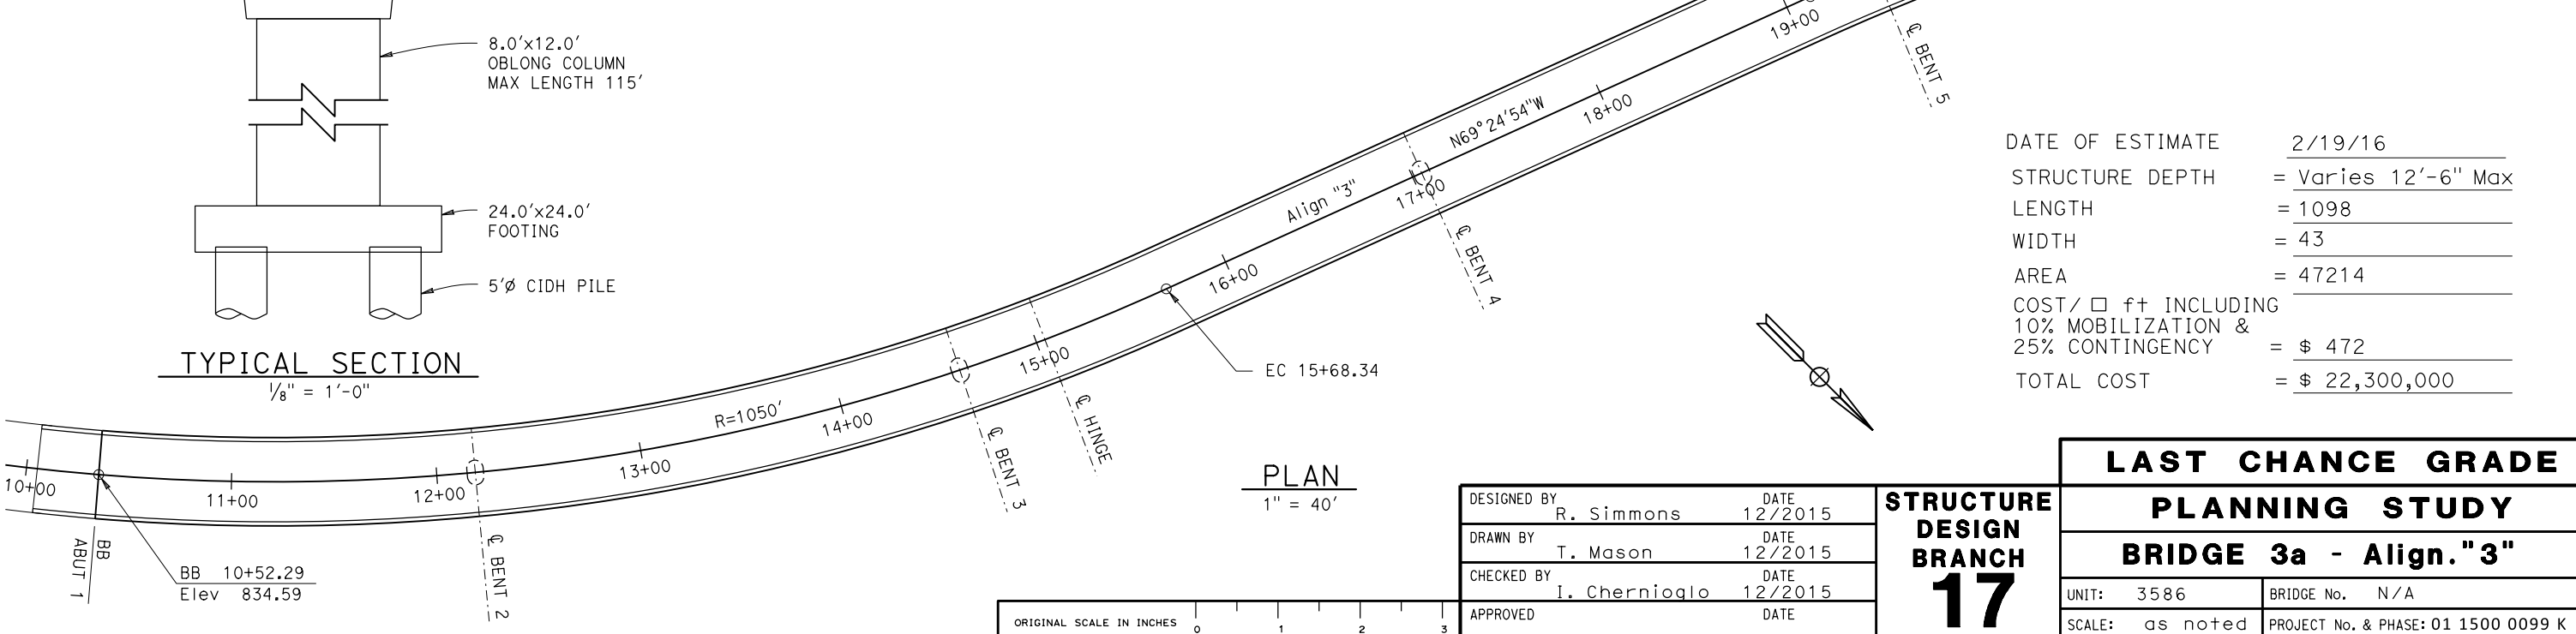 8.0'x12.0'
OBLONG COLUMN
MAX LENGTH 115'
24.0'x24.0'
FOOTING
5'Ø CIDH PILE
TYPICAL SECTION
1/8" = 1'-0"
10+00
11+00
12+00
13+00
14+00
15+00
16+00
17+00
18+00
19+00
R=1050'
Align "3"
N69°24'54"W
BB
ABUT 1
BB 10+52.29
Elev 834.59
℄ BENT 2
℄ BENT 3
℄ HINGE
EC 15+68.34
℄ BENT 4
℄ BENT 5
PLAN
1" = 40'
DATE OF ESTIMATE 2/19/16
STRUCTURE DEPTH = Varies 12'-6" Max
LENGTH = 1098
WIDTH = 43
AREA = 47214
COST/ □ ft INCLUDING
10% MOBILIZATION &
25% CONTINGENCY = $ 472
TOTAL COST = $ 22,300,000
ORIGINAL SCALE IN INCHES 0 1 2 3
DESIGNED BY R. Simmons DATE 12/2015
DRAWN BY T. Mason DATE 12/2015
CHECKED BY I. Chernioglo DATE 12/2015
APPROVED DATE
STRUCTURE
DESIGN
BRANCH
17
LAST CHANCE GRADE
PLANNING STUDY
BRIDGE 3a - Align."3"
UNIT: 3586 BRIDGE No. N/A
SCALE: as noted PROJECT No. & PHASE: 01 1500 0099 K